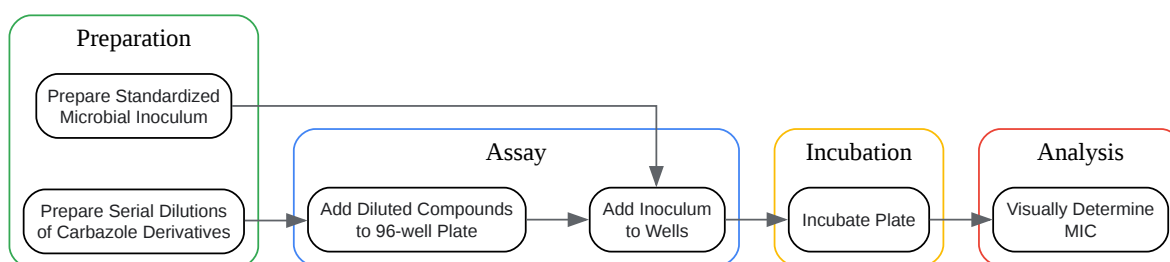 Preparation
Prepare Standardized
Microbial Inoculum
Prepare Serial Dilutions
of Carbazole Derivatives
Assay
Add Diluted Compounds
to 96-well Plate
Add Inoculum
to Wells
Incubation
Incubate Plate
Analysis
Visually Determine
MIC